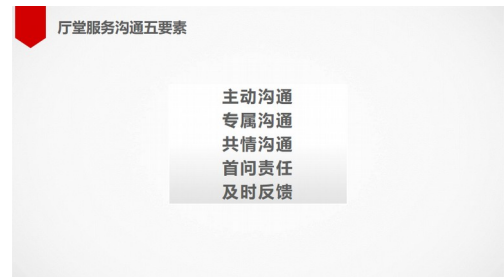 厅堂服务沟通五要素
主动沟通
专属沟通
共情沟通
首问责任
及时反馈